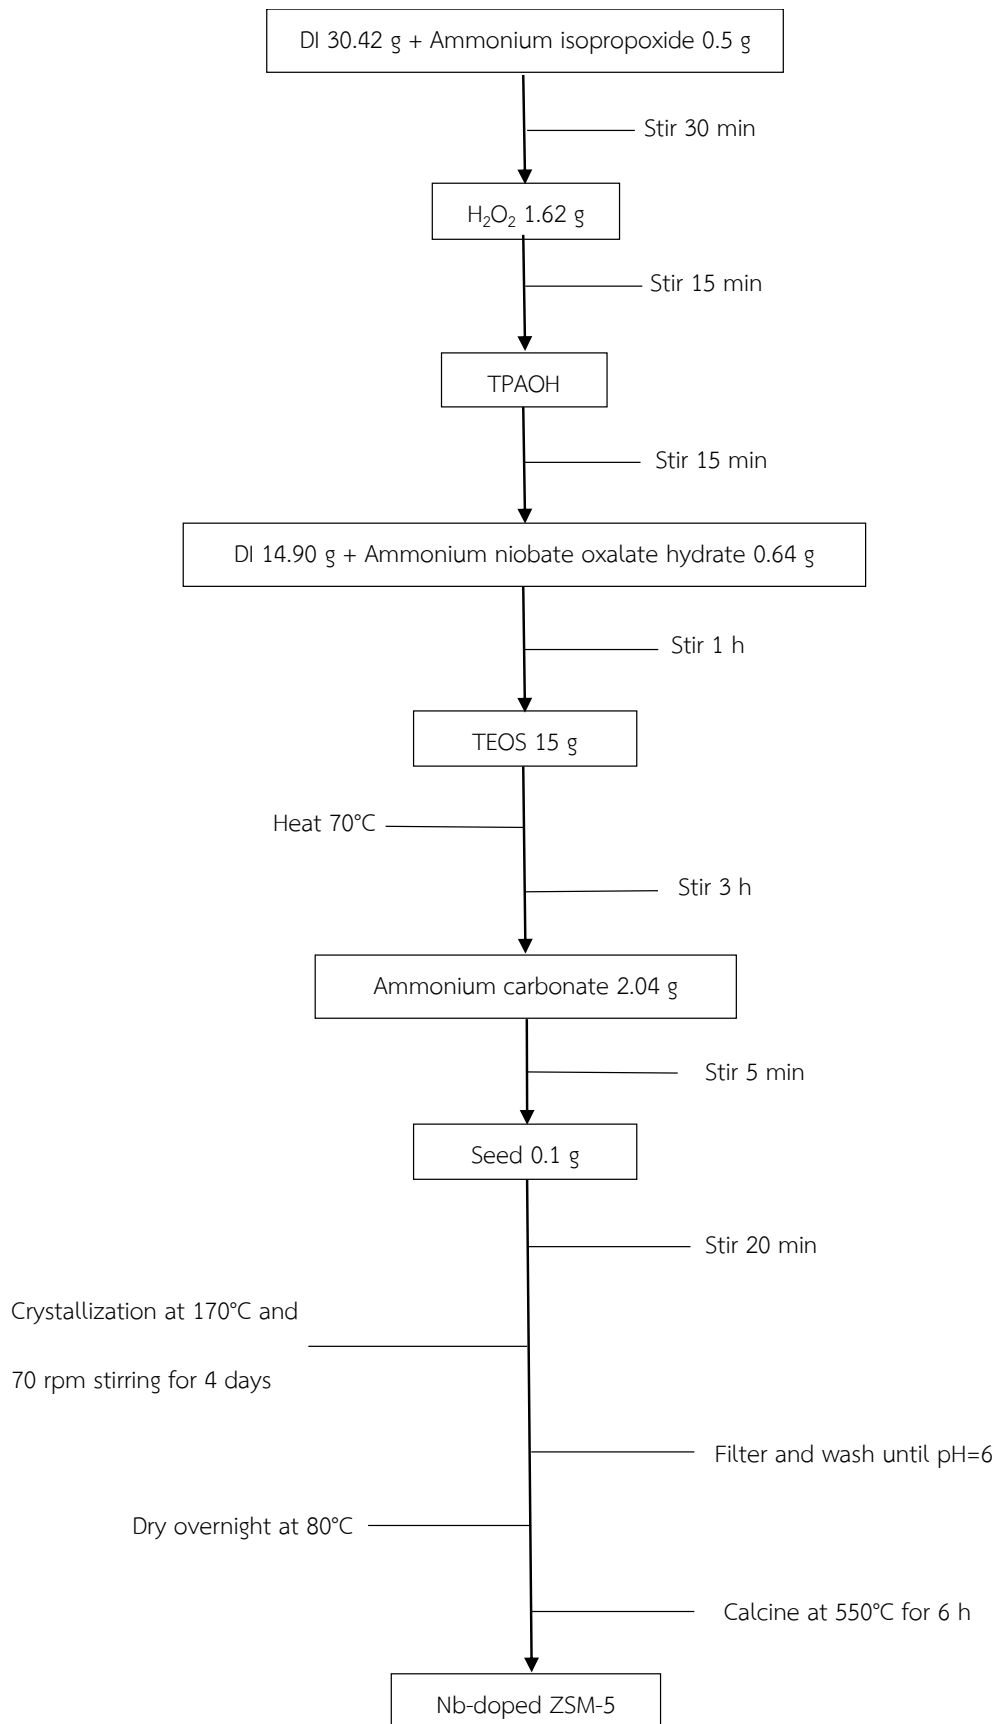 DI 30.42 g + Ammonium isopropoxide 0.5 g
Stir 30 min
H₂O₂ 1.62 g
Stir 15 min
TPAOH
Stir 15 min
DI 14.90 g + Ammonium niobate oxalate hydrate 0.64 g
Stir 1 h
TEOS 15 g
Heat 70°C
Stir 3 h
Ammonium carbonate 2.04 g
Stir 5 min
Seed 0.1 g
Stir 20 min
Crystallization at 170°C and
70 rpm stirring for 4 days
Filter and wash until pH=6
Dry overnight at 80°C
Calcine at 550°C for 6 h
Nb-doped ZSM-5